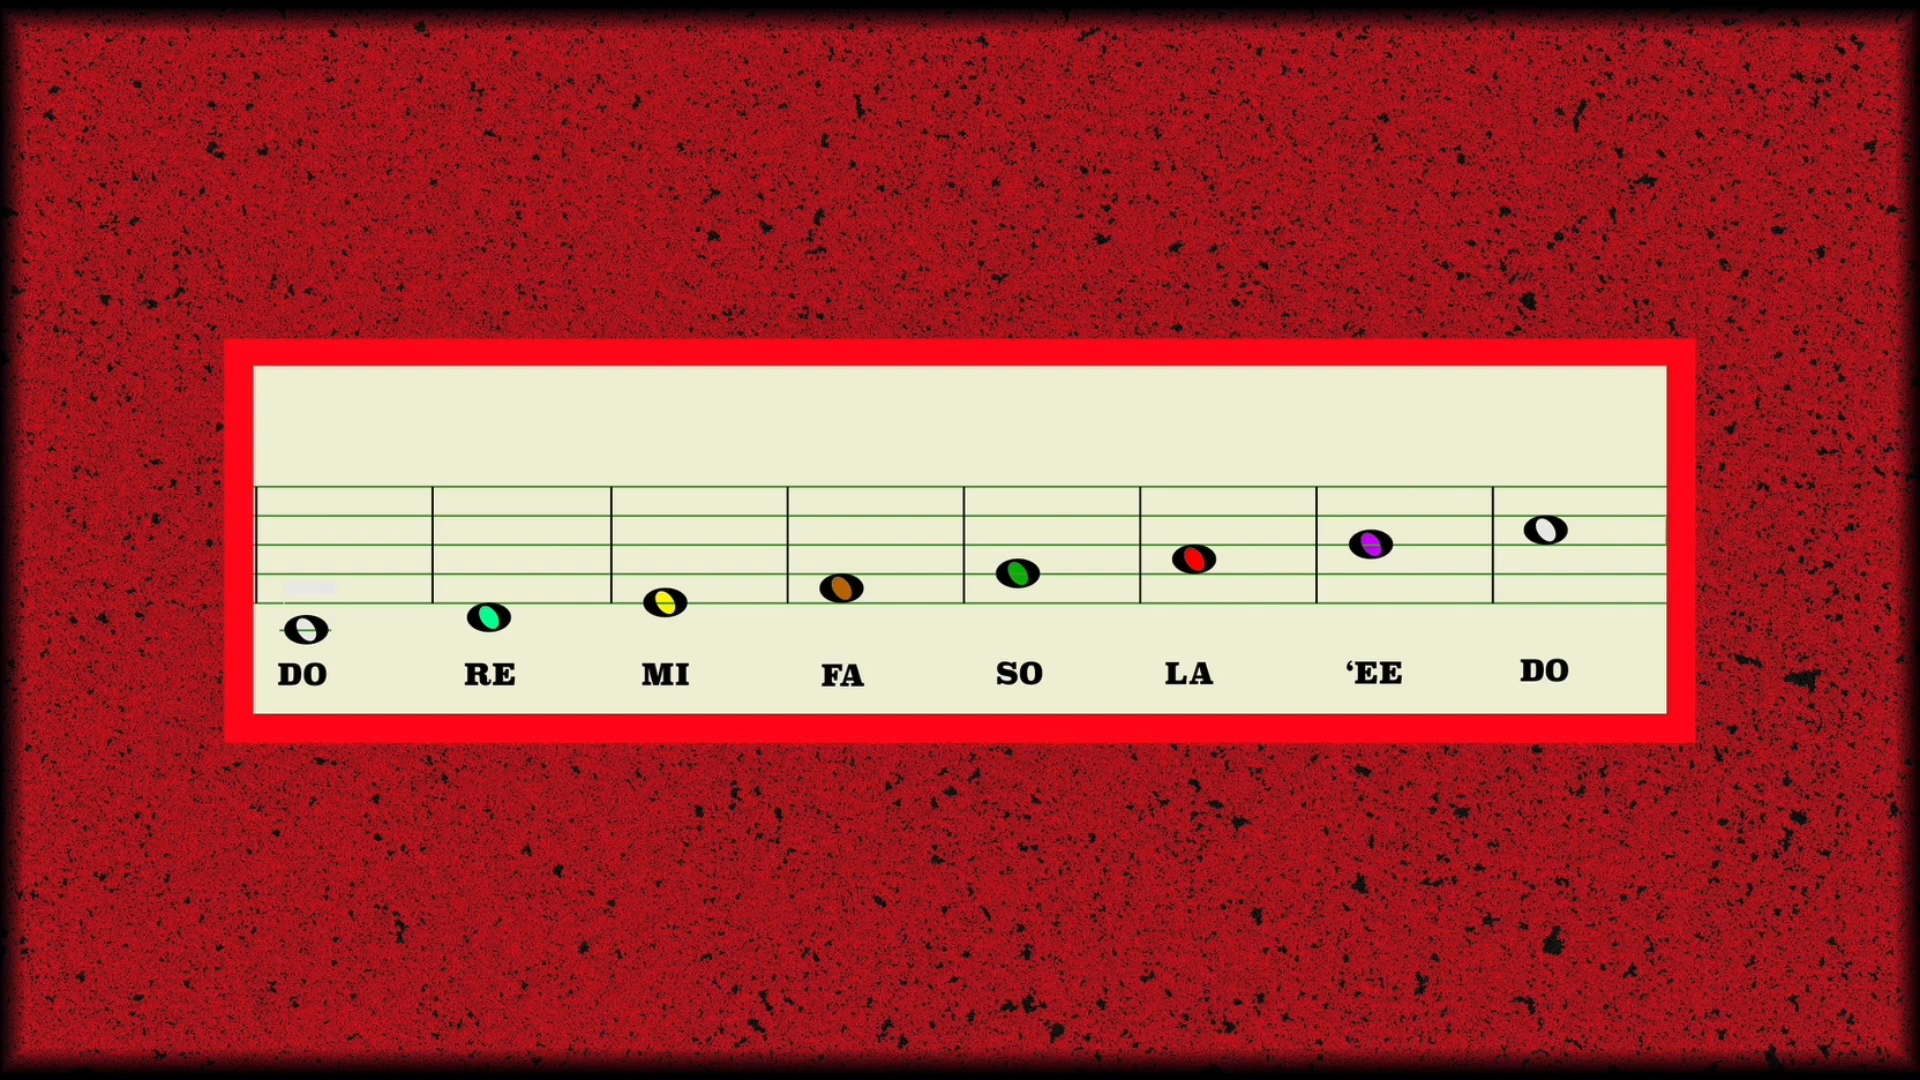 DO RE MI FA SO LA ‘EE DO